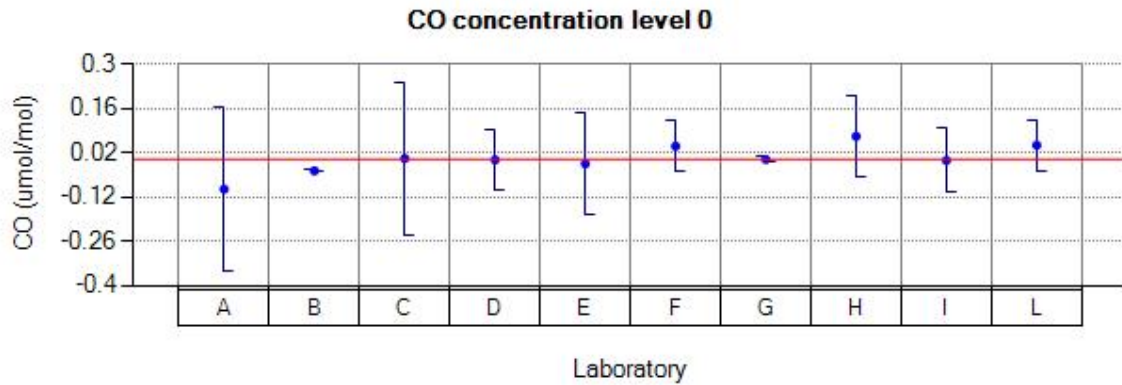 CO concentration level 0
CO (umol/mol)
0.3
0.16
0.02
-0.12
-0.26
-0.4
A B C D E F G H I L
Laboratory